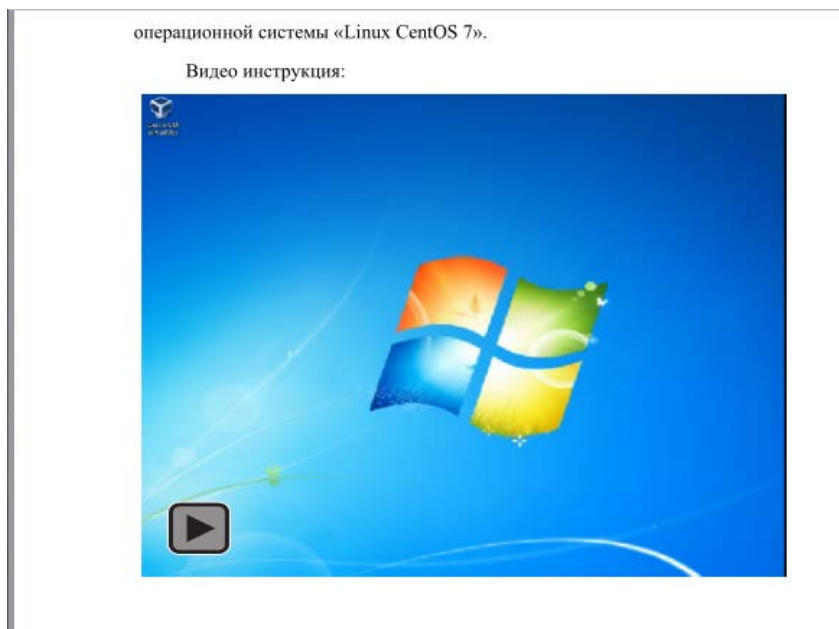 операционной системы «Linux CentOS 7».
Видео инструкция: